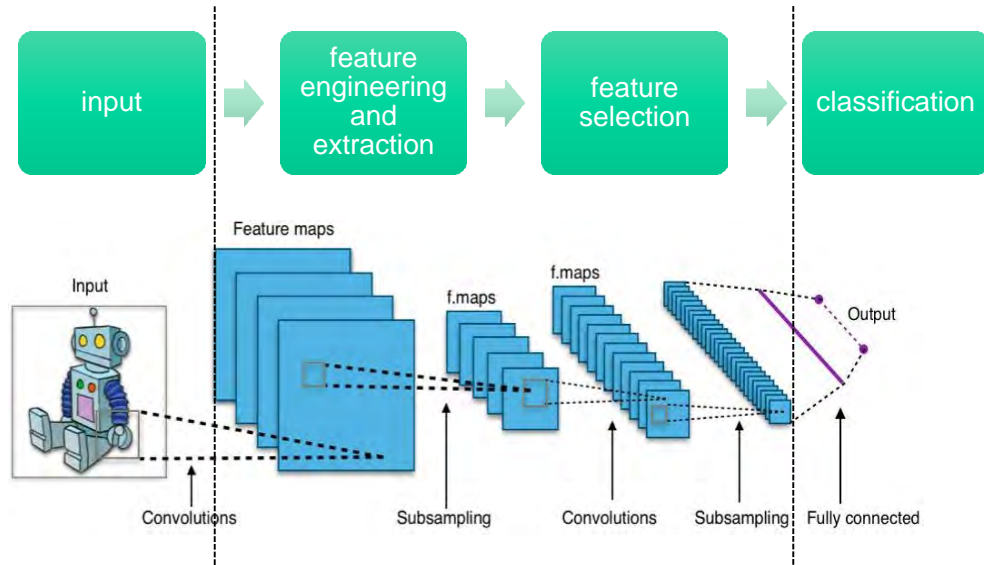 input
feature
engineering
and
extraction
feature
selection
classification
Feature maps
Input
f.maps
f.maps
Output
Convolutions
Subsampling
Convolutions
Subsampling
Fully connected